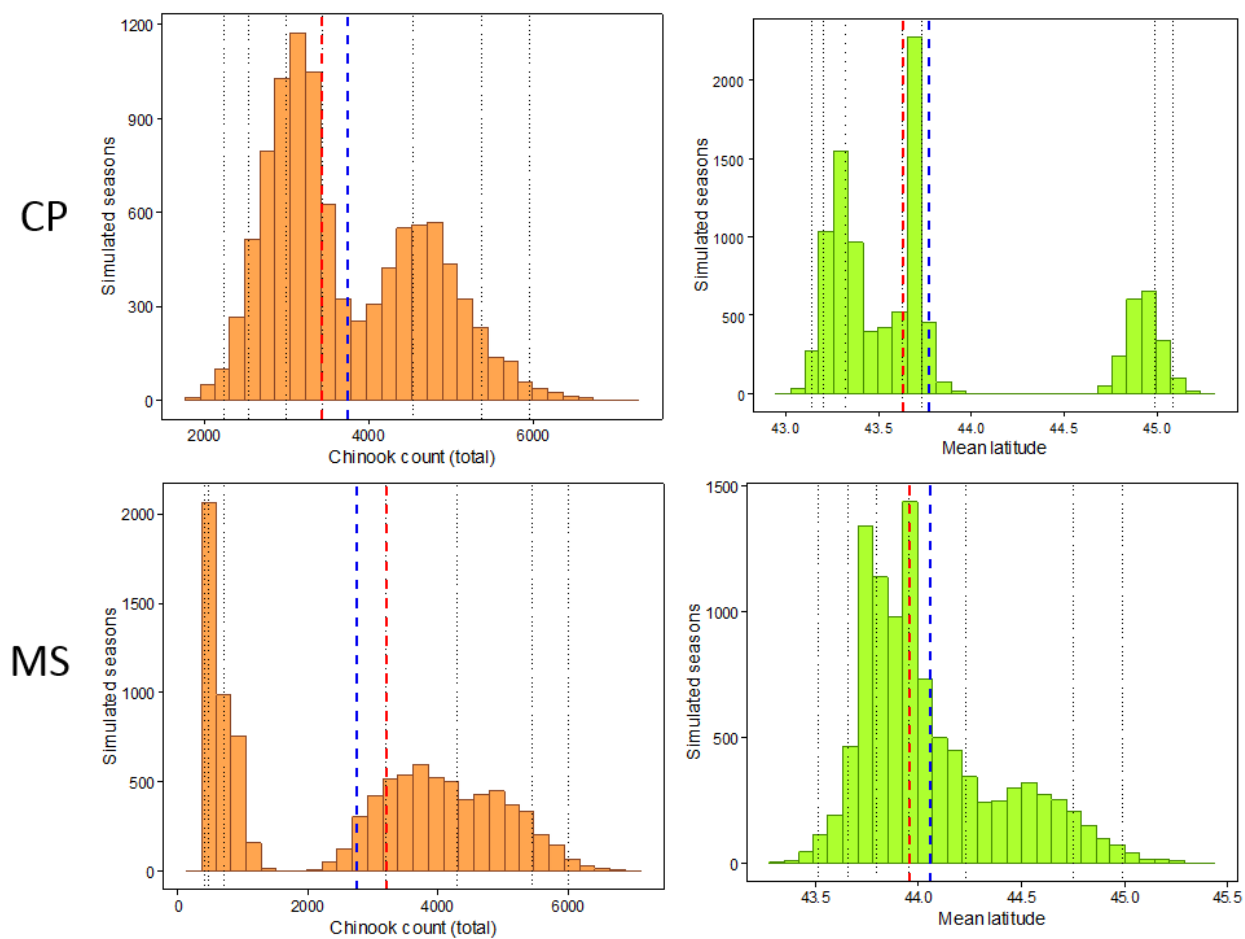 CP
Simulated seasons
1200
900
600
300
0
2000 4000 6000
Chinook count (total)
Simulated seasons
2000
1500
1000
500
0
43.0 43.5 44.0 44.5 45.0
Mean latitude
MS
Simulated seasons
2000
1500
1000
500
0
0 2000 4000 6000
Chinook count (total)
Simulated seasons
1500
1000
500
0
43.5 44.0 44.5 45.0 45.5
Mean latitude